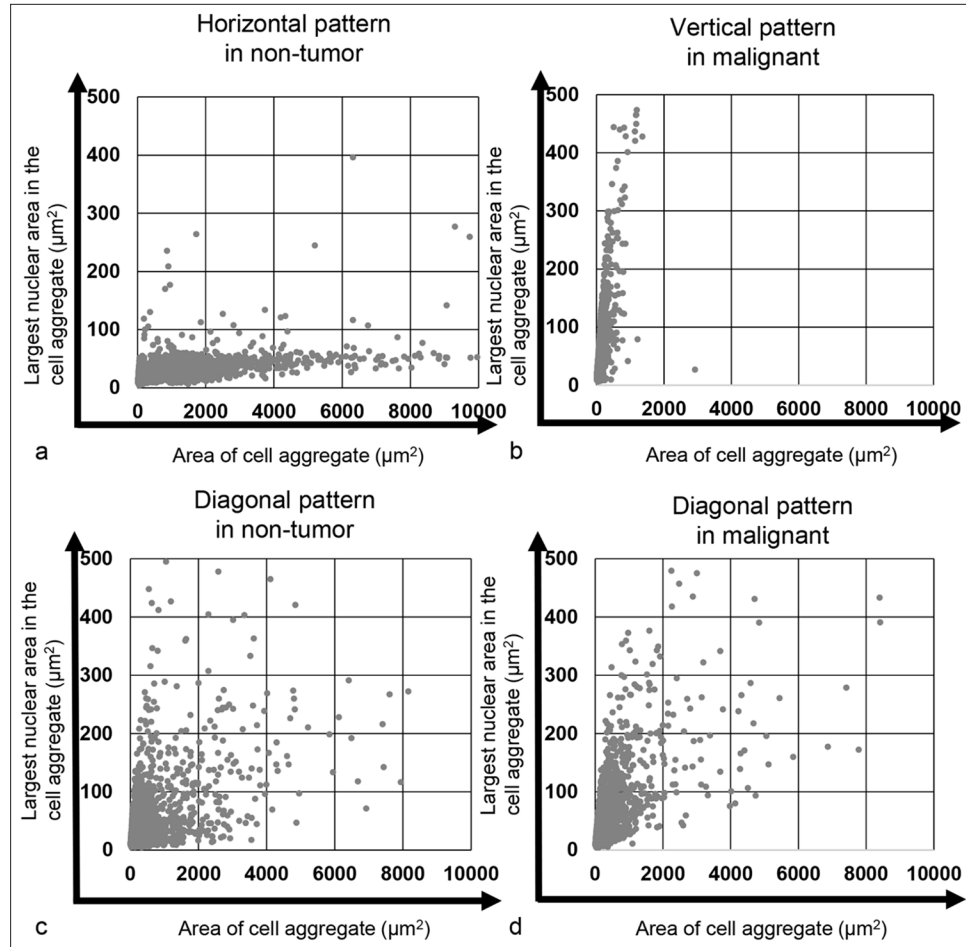 Horizontal pattern
in non-tumor
Largest nuclear area in the
cell aggregate (µm²)
500
400
300
200
100
0
0 2000 4000 6000 8000 10000
a
Area of cell aggregate (µm²)
Vertical pattern
in malignant
Largest nuclear area in the
cell aggregate (µm²)
500
400
300
200
100
0
0 2000 4000 6000 8000 10000
b
Area of cell aggregate (µm²)
Diagonal pattern
in non-tumor
Largest nuclear area in the
cell aggregate (µm²)
500
400
300
200
100
0
0 2000 4000 6000 8000 10000
c
Area of cell aggregate (µm²)
Diagonal pattern
in malignant
Largest nuclear area in the
cell aggregate (µm²)
500
400
300
200
100
0
0 2000 4000 6000 8000 10000
d
Area of cell aggregate (µm²)